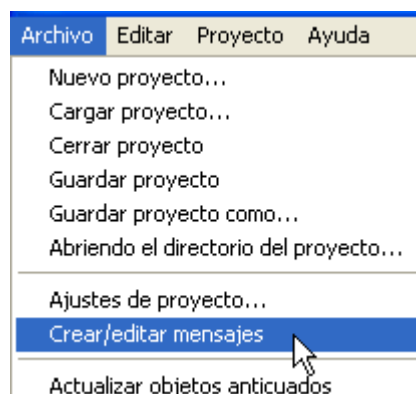 Archivo Editar Proyecto Ayuda
Nuevo proyecto...
Cargar proyecto...
Cerrar proyecto
Guardar proyecto
Guardar proyecto como...
Abriendo el directorio del proyecto...
Ajustes de proyecto...
Crear/editar mensajes
Actualizar objetos anticuados